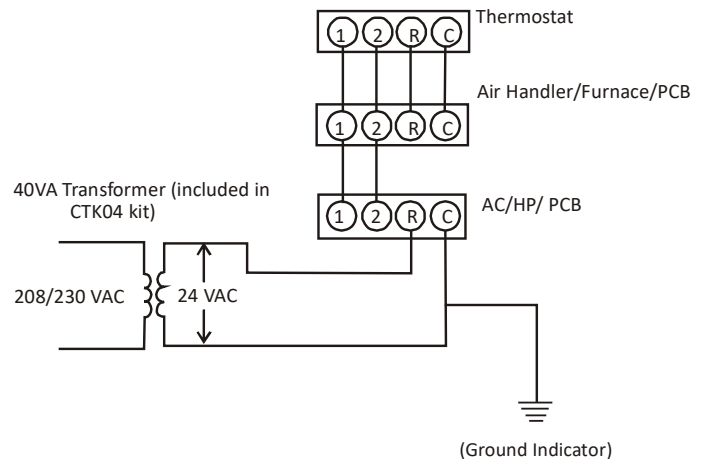 Thermostat
1 2 R C
Air Handler/Furnace/PCB
1 2 R C
40VA Transformer (included in
CTK04 kit)
AC/HP/ PCB
1 2 R C
208/230 VAC
24 VAC
(Ground Indicator)